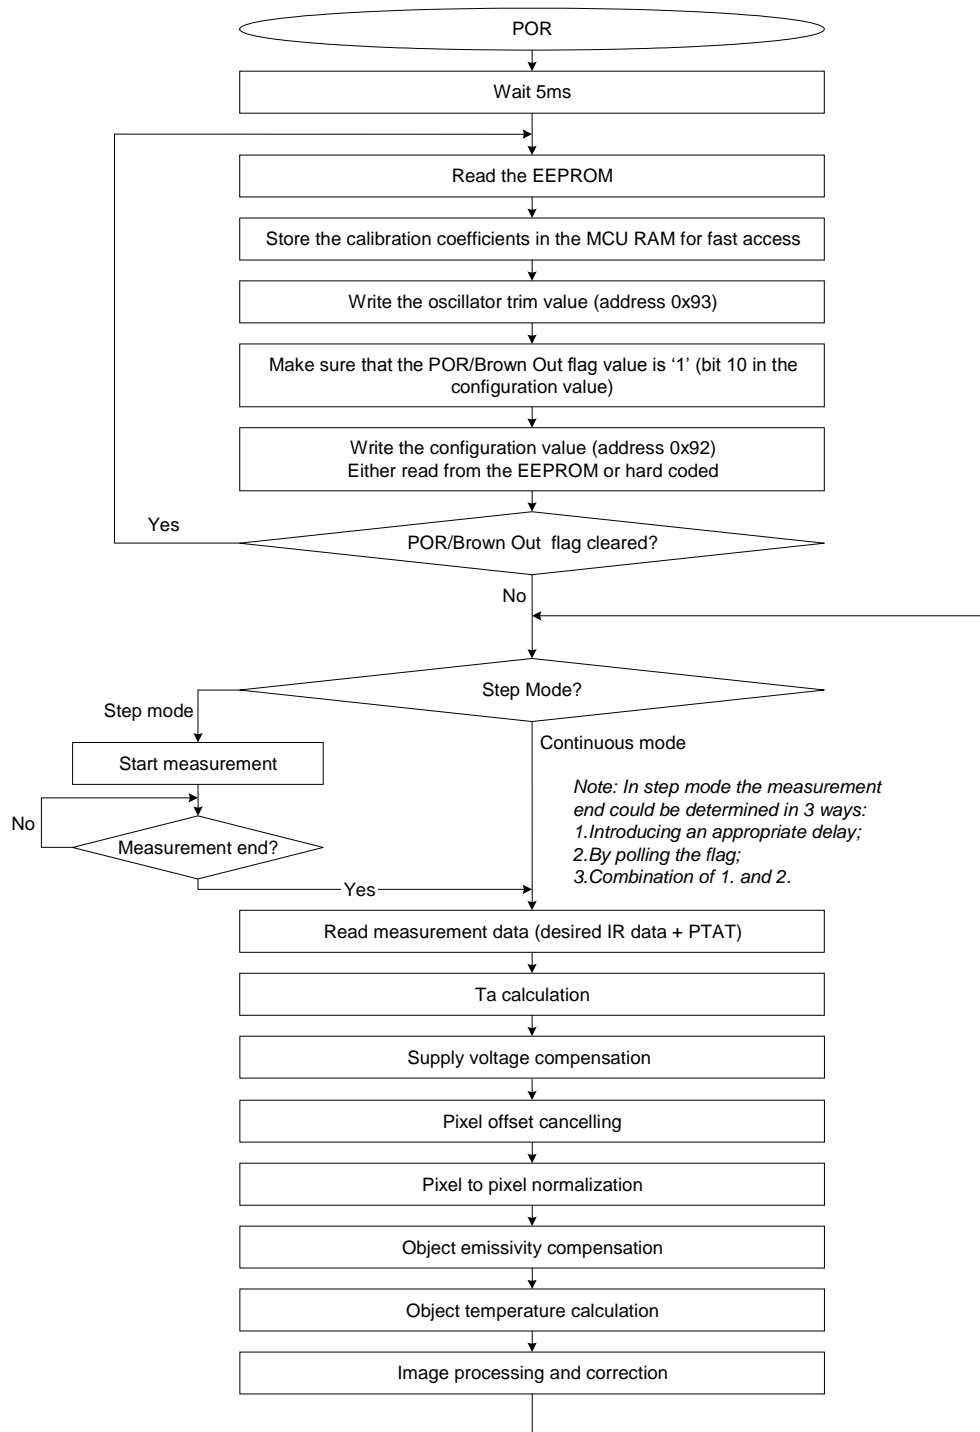 POR
Wait 5ms
Read the EEPROM
Store the calibration coefficients in the MCU RAM for fast access
Write the oscillator trim value (address 0x93)
Make sure that the POR/Brown Out flag value is ‘1’ (bit 10 in the
configuration value)
Write the configuration value (address 0x92)
Either read from the EEPROM or hard coded
Yes
POR/Brown Out  flag cleared?
No
Step Mode?
Step mode
Continuous mode
Start measurement
Note: In step mode the measurement
end could be determined in 3 ways:
1.Introducing an appropriate delay;
2.By polling the flag;
3.Combination of 1. and 2.
No
Measurement end?
Yes
Read measurement data (desired IR data + PTAT)
Ta calculation
Supply voltage compensation
Pixel offset cancelling
Pixel to pixel normalization
Object emissivity compensation
Object temperature calculation
Image processing and correction